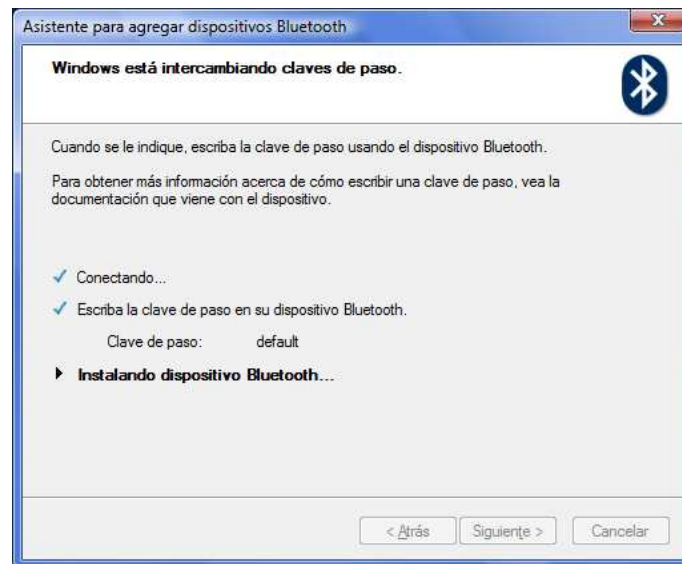 Asistente para agregar dispositivos Bluetooth
Windows está intercambiando claves de paso.
Cuando se le indique, escriba la clave de paso usando el dispositivo Bluetooth.
Para obtener más información acerca de cómo escribir una clave de paso, vea la
documentación que viene con el dispositivo.
Conectando...
Escriba la clave de paso en su dispositivo Bluetooth.
Clave de paso: default
Instalando dispositivo Bluetooth...
< Atrás Siguiente > Cancelar